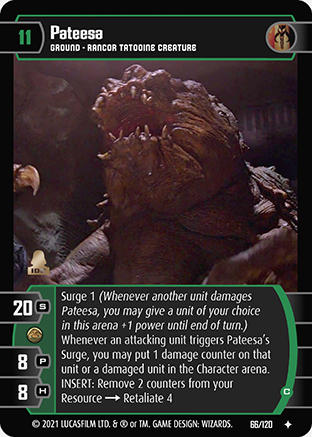 11
Pateesa
GROUND - RANCOR TATOOINE CREATURE
10
20 S
8 P
8 H
Surge 1 (Whenever another unit damages
Pateesa, you may give a unit of your choice
in this arena +1 power until end of turn.)
Whenever an attacking unit triggers Pateesa's
Surge, you may put 1 damage counter on that
unit or a damaged unit in the Character arena.
INSERT: Remove 2 counters from your
Resource → Retaliate 4
C
© 2021 LUCASFILM LTD. & ® or TM. GAME DESIGN: WIZARDS.
66/120